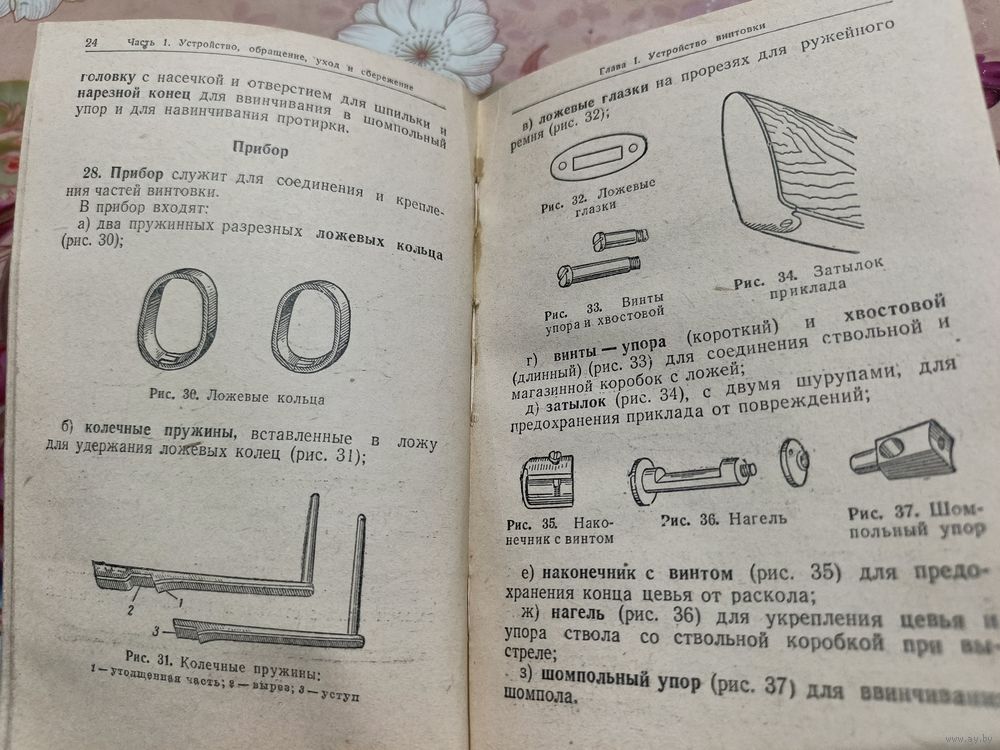 24 Часть 1. Устройство, обращение, уход и сбережение
головку с насечкой и отверстием для шпильки и
нарезной конец для ввинчивания в шомпольный
упор и для навинчивания протирки.
Прибор
28. Прибор служит для соединения и крепле-
ния частей винтовки.
В прибор входят:
а) два пружинных разрезных ложевых кольца
(рис. 30);
Рис. 30. Ложевые кольца
б) колечные пружины, вставленные в ложу
для удержания ложевых колец (рис. 31);
2 1
3
Рис. 31. Колечные пружины:
1 — утолщенная часть; 2 — вырез; 3 — уступ
Глава I. Устройство винтовки
в) ложевые глазки на прорезях для ружейного
ремня (рис. 32);
Рис. 32. Ложевые
глазки
Рис. 33. Винты
упора и хвостовой
Рис. 34. Затылок
приклада
г) винты — упора (короткий) и хвостовой
(длинный) (рис. 33) для соединения ствольной и
магазинной коробок с ложей;
д) затылок (рис. 34), с двумя шурупами, для
предохранения приклада от повреждений;
Рис. 35. Нако-
нечник с винтом
Рис. 36. Нагель
Рис. 37. Шом-
польный упор
е) наконечник с винтом (рис. 35) для предо-
хранения конца цевья от раскола;
ж) нагель (рис. 36) для укрепления цевья и
упора ствола со ствольной коробкой при вы-
стреле;
з) шомпольный упор (рис. 37) для ввинчивания
шомпола.
www.av.by